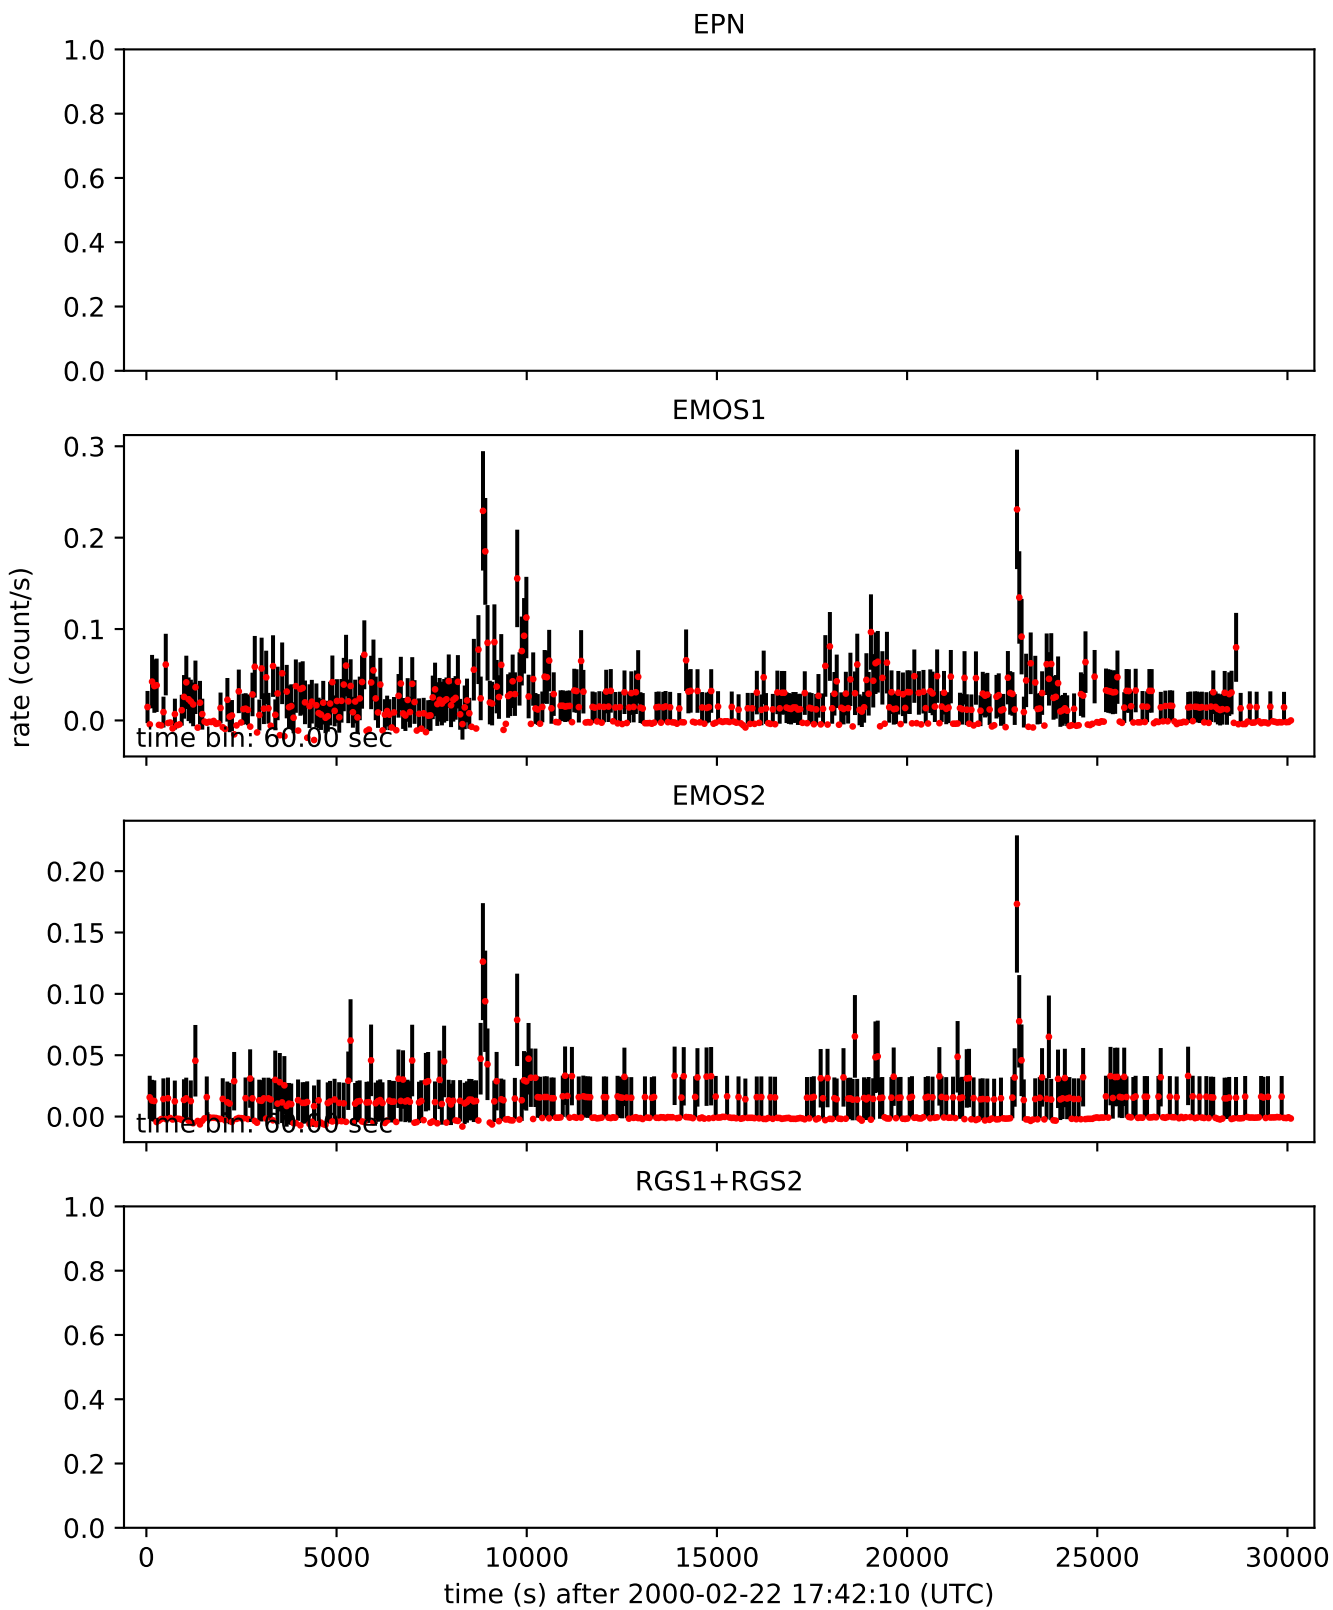 EPN
1.0
0.8
0.6
0.4
0.2
0.0
EMOS1
0.3
0.2
0.1
0.0
rate (count/s)
time bin: 60.00 sec
EMOS2
0.20
0.15
0.10
0.05
0.00
time bin: 60.00 sec
RGS1+RGS2
1.0
0.8
0.6
0.4
0.2
0.0
0 5000 10000 15000 20000 25000 30000
time (s) after 2000-02-22 17:42:10 (UTC)